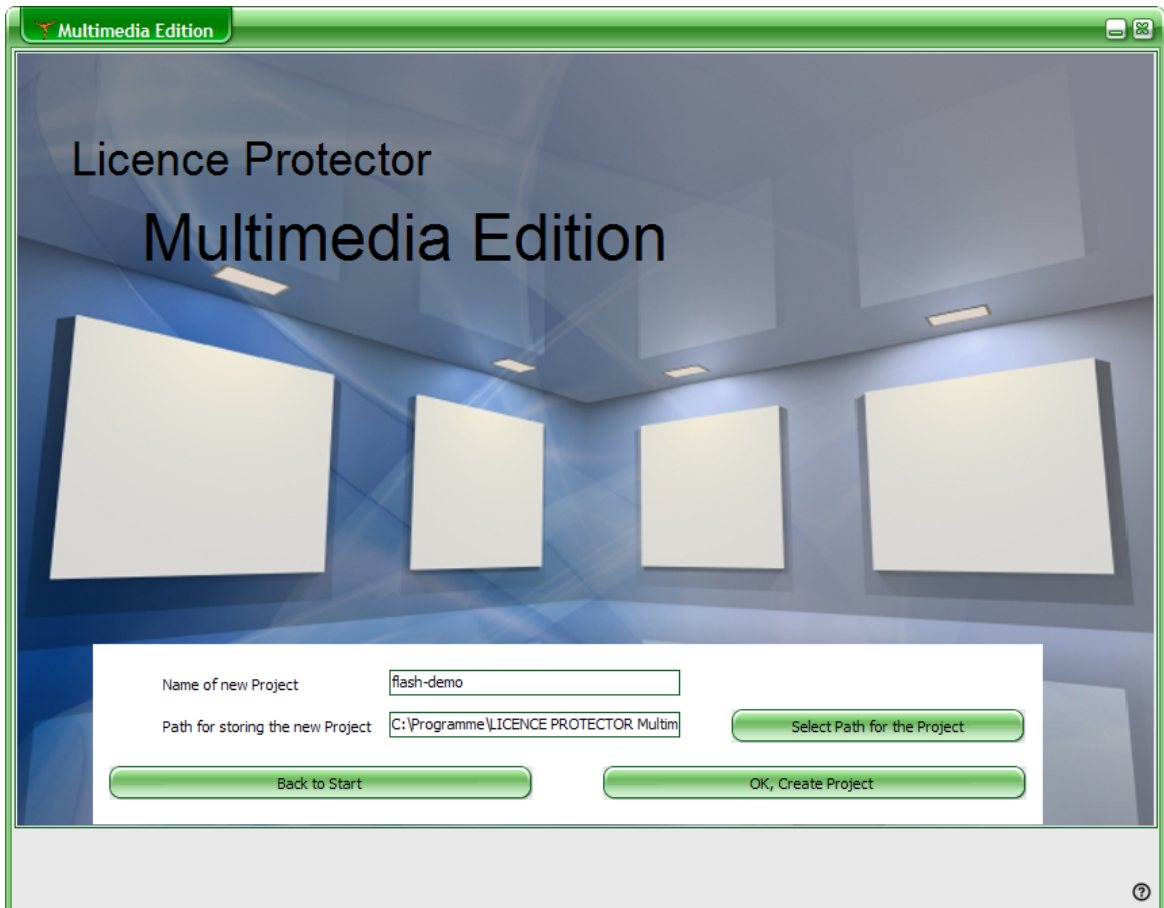 Multimedia Edition
Licence Protector
Multimedia Edition
Name of new Project
flash-demo
Path for storing the new Project
C:\Programme\LICENCE PROTECTOR Multim
Select Path for the Project
Back to Start
OK, Create Project
?